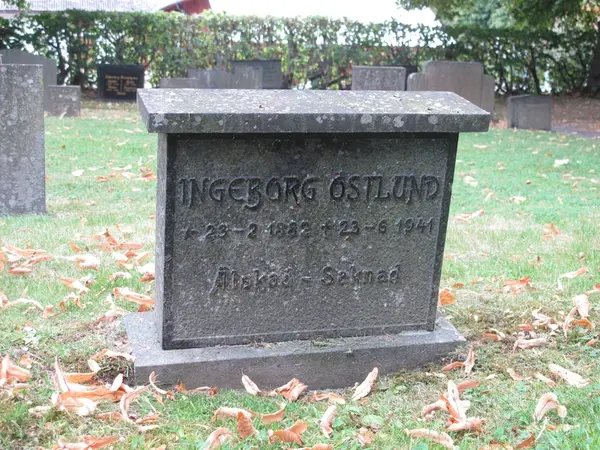 INGEBORG ÖSTLUND
* 23-2 1882 + 23-6 1941
Älskad - Saknad